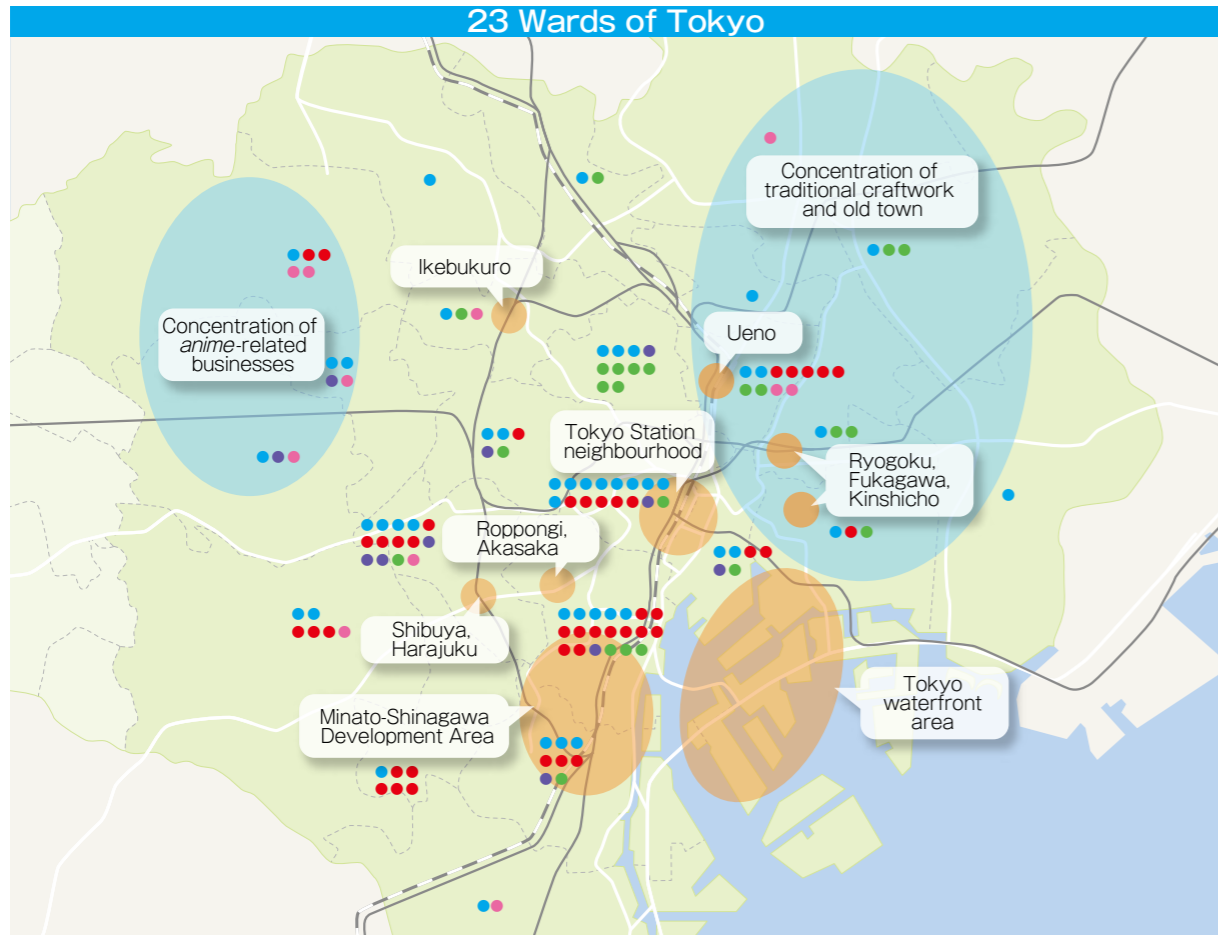 23 Wards of Tokyo
Concentration of
traditional craftwork
and old town
Ikebukuro
Concentration of
anime-related
businesses
Ueno
Tokyo Station
neighbourhood
Ryogoku,
Fukagawa,
Kinshicho
Roppongi,
Akasaka
Shibuya,
Harajuku
Tokyo
waterfront
area
Minato-Shinagawa
Development Area